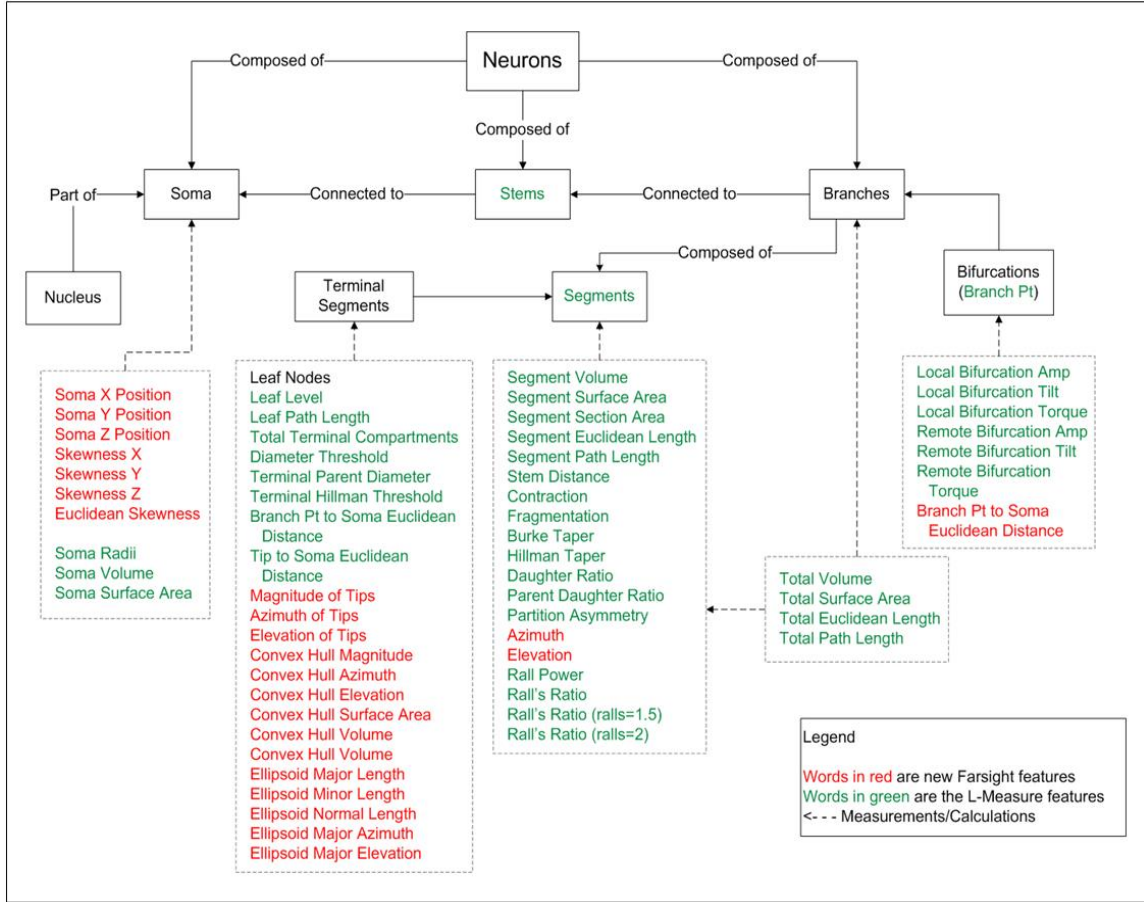 Neurons
Composed of
Composed of
Composed of
Part of
Soma
Connected to
Stems
Connected to
Branches
Composed of
Nucleus
Terminal
Segments
Segments
Bifurcations
(Branch Pt)
Soma X Position
Soma Y Position
Soma Z Position
Skewness X
Skewness Y
Skewness Z
Euclidean Skewness
Soma Radii
Soma Volume
Soma Surface Area
Leaf Nodes
Leaf Level
Leaf Path Length
Total Terminal Compartments
Diameter Threshold
Terminal Parent Diameter
Terminal Hillman Threshold
Branch Pt to Soma Euclidean
Distance
Tip to Soma Euclidean
Distance
Magnitude of Tips
Azimuth of Tips
Elevation of Tips
Convex Hull Magnitude
Convex Hull Azimuth
Convex Hull Elevation
Convex Hull Surface Area
Convex Hull Volume
Convex Hull Volume
Ellipsoid Major Length
Ellipsoid Minor Length
Ellipsoid Normal Length
Ellipsoid Major Azimuth
Ellipsoid Major Elevation
Segment Volume
Segment Surface Area
Segment Section Area
Segment Euclidean Length
Segment Path Length
Stem Distance
Contraction
Fragmentation
Burke Taper
Hillman Taper
Daughter Ratio
Parent Daughter Ratio
Partition Asymmetry
Azimuth
Elevation
Rall Power
Rall's Ratio
Rall's Ratio (ralls=1.5)
Rall's Ratio (ralls=2)
Local Bifurcation Amp
Local Bifurcation Tilt
Local Bifurcation Torque
Remote Bifurcation Amp
Remote Bifurcation Tilt
Remote Bifurcation
Torque
Branch Pt to Soma
Euclidean Distance
Total Volume
Total Surface Area
Total Euclidean Length
Total Path Length
Legend
Words in red are new Farsight features
Words in green are the L-Measure features
<- - - Measurements/Calculations